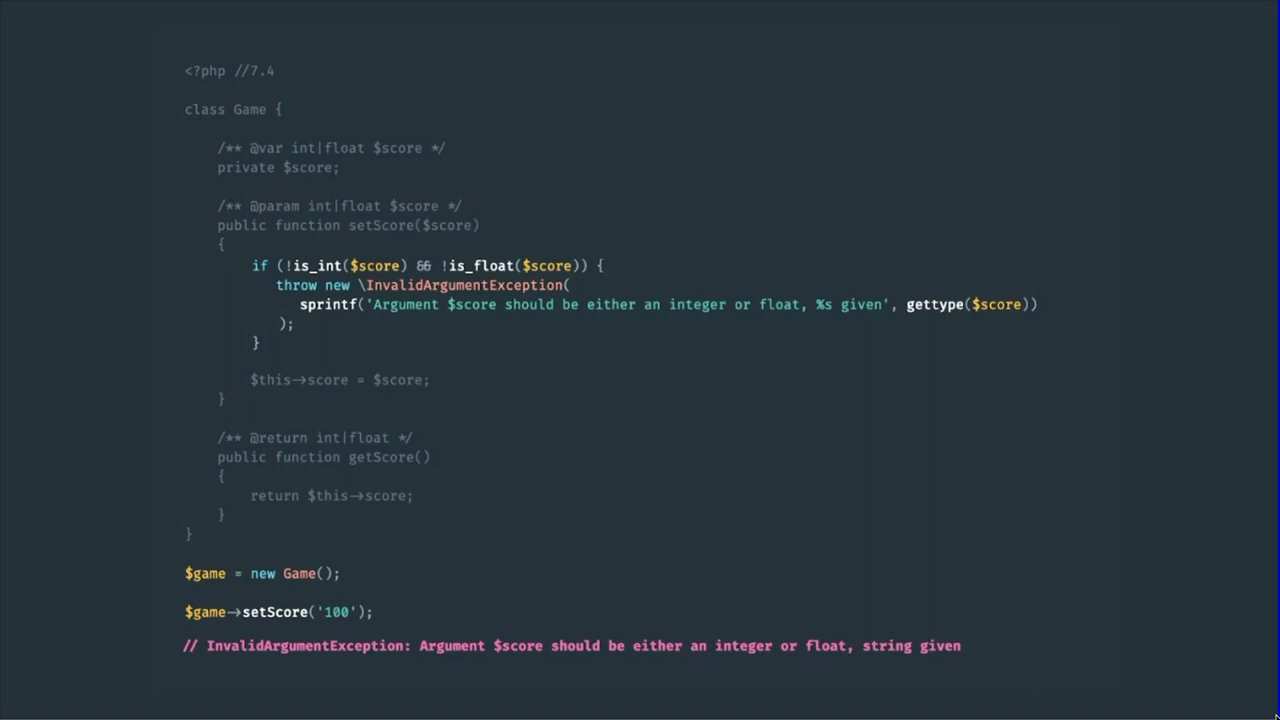 <?php //7.4
class Game {
/** @var int|float $score */
private $score;
/** @param int|float $score */
public function setScore($score)
{
if (!is_int($score) && !is_float($score)) {
throw new \InvalidArgumentException(
sprintf('Argument $score should be either an integer or float, %s given', gettype($score))
);
}
$this->score = $score;
}
/** @return int|float */
public function getScore()
{
return $this->score;
}
}
$game = new Game();
$game->setScore('100');
// InvalidArgumentException: Argument $score should be either an integer or float, string given